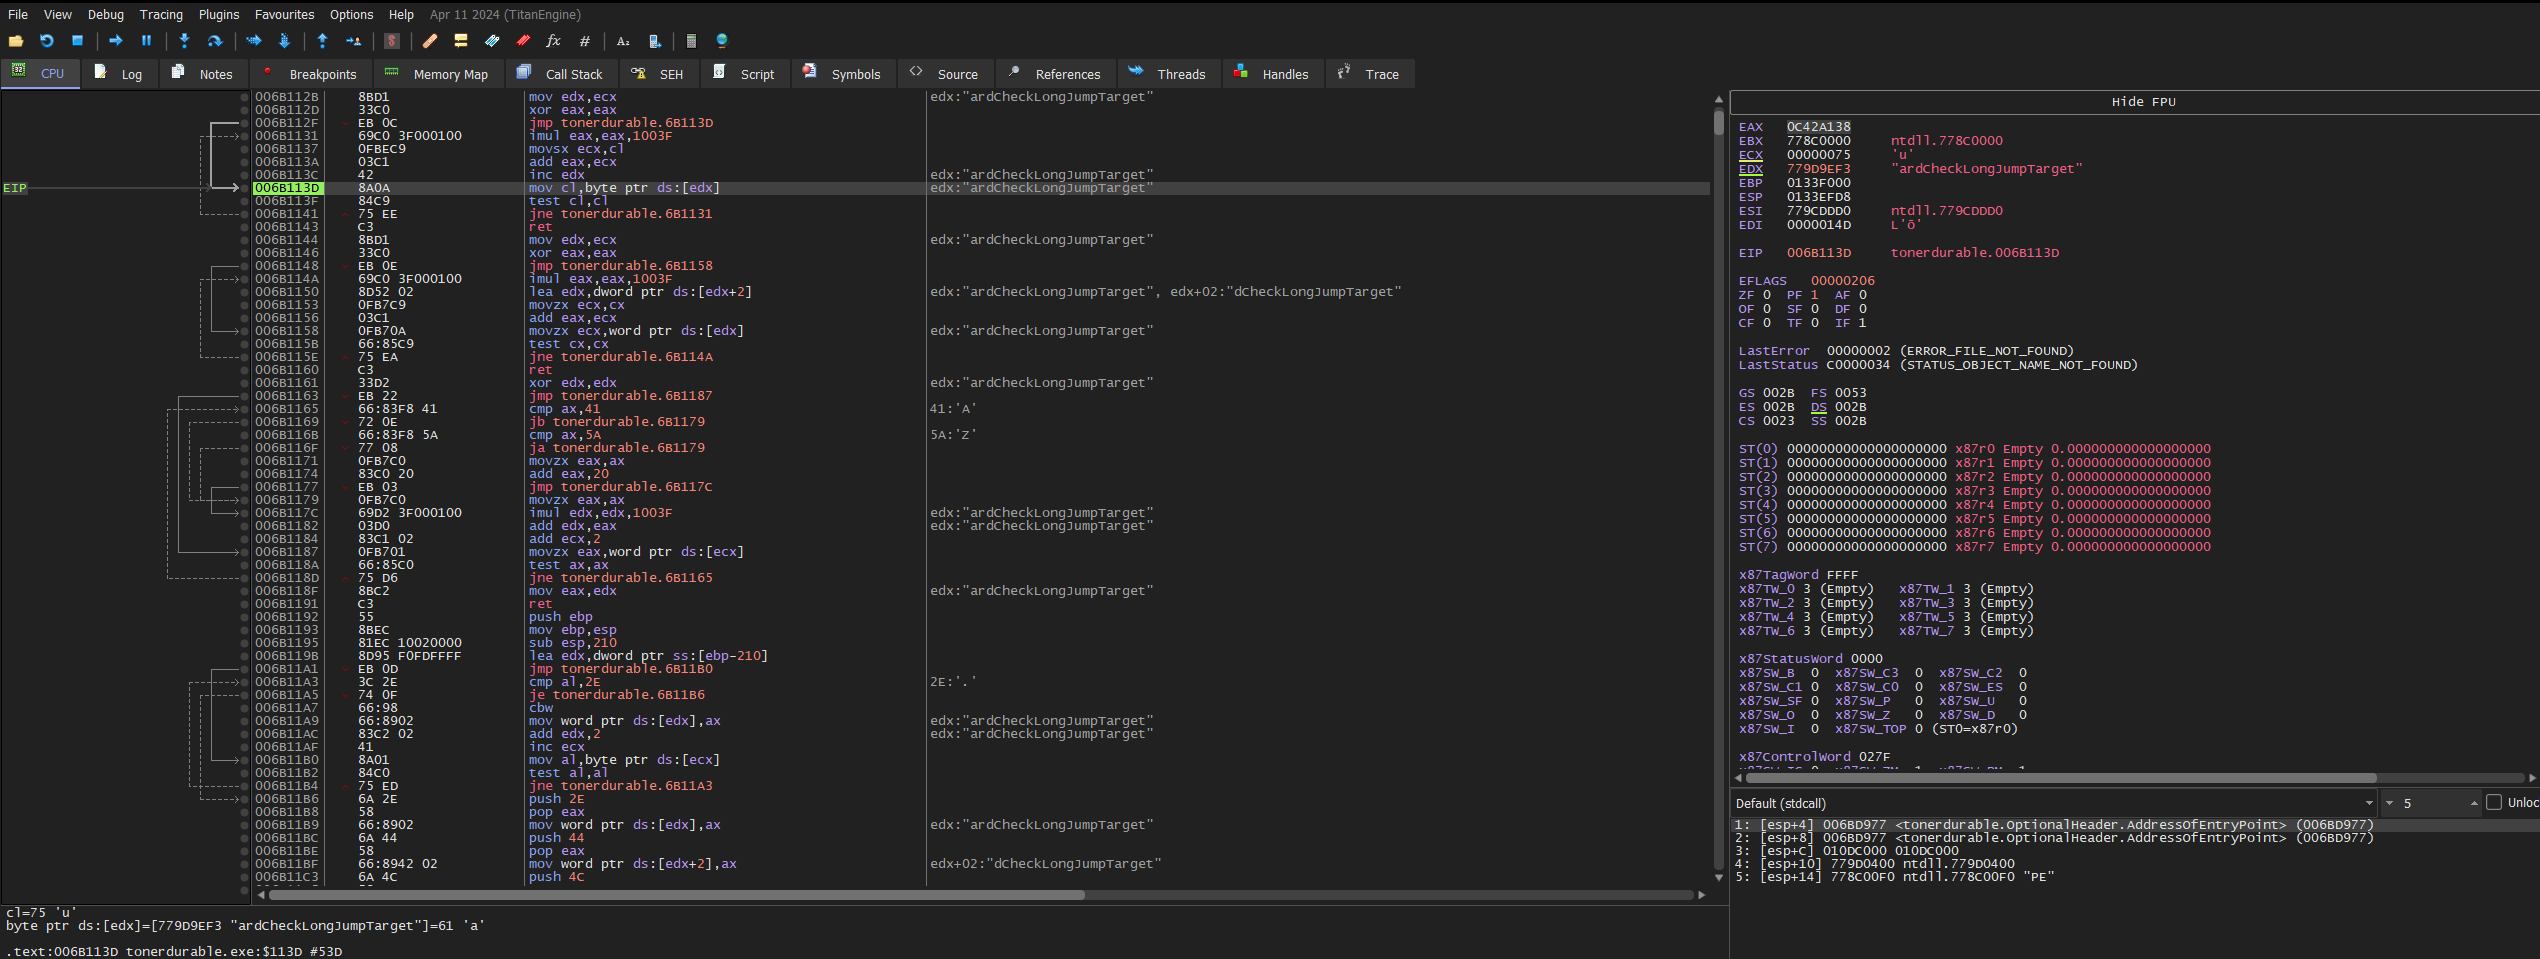 File View Debug Tracing Plugins Favourites Options Help Apr 11 2024 (TitanEngine)
CPU Log Notes Breakpoints Memory Map Call Stack SEH Script Symbols Source References Threads Handles Trace
006B112B 8BD1 mov edx,ecx edx:"ardCheckLongJumpTarget"
006B112D 33C0 xor eax,eax
006B112F EB 0C jmp tonerdurable.6B113D
006B1131 69C0 3F000100 imul eax,eax,1003F
006B1137 0FBEC9 movsx ecx,cl
006B113A 03C1 add eax,ecx
006B113C 42 inc edx edx:"ardCheckLongJumpTarget"
EIP 006B113D 8A0A mov cl,byte ptr ds:[edx] edx:"ardCheckLongJumpTarget"
006B113F 84C9 test cl,cl
006B1141 75 EE jne tonerdurable.6B1131
006B1143 C3 ret
006B1144 8BD1 mov edx,ecx edx:"ardCheckLongJumpTarget"
006B1146 33C0 xor eax,eax
006B1148 EB 0E jmp tonerdurable.6B1158
006B114A 69C0 3F000100 imul eax,eax,1003F
006B1150 8D52 02 lea edx,dword ptr ds:[edx+2] edx:"ardCheckLongJumpTarget", edx+02:"dCheckLongJumpTarget"
006B1153 0FB7C9 movzx ecx,cx
006B1156 03C1 add eax,ecx
006B1158 0FB70A movzx ecx,word ptr ds:[edx] edx:"ardCheckLongJumpTarget"
006B115B 66:85C9 test cx,cx
006B115E 75 EA jne tonerdurable.6B114A
006B1160 C3 ret
006B1161 33D2 xor edx,edx edx:"ardCheckLongJumpTarget"
006B1163 EB 22 jmp tonerdurable.6B1187
006B1165 66:83F8 41 cmp ax,41 41:'A'
006B1169 72 0E jb tonerdurable.6B1179
006B116B 66:83F8 5A cmp ax,5A 5A:'Z'
006B116F 77 08 ja tonerdurable.6B1179
006B1171 0FB7C0 movzx eax,ax
006B1174 83C0 20 add eax,20
006B1177 EB 03 jmp tonerdurable.6B117C
006B1179 0FB7C0 movzx eax,ax
006B117C 69D2 3F000100 imul edx,edx,1003F edx:"ardCheckLongJumpTarget"
006B1182 03D0 add edx,eax edx:"ardCheckLongJumpTarget"
006B1184 83C1 02 add ecx,2
006B1187 0FB701 movzx eax,word ptr ds:[ecx]
006B118A 66:85C0 test ax,ax
006B118D 75 D6 jne tonerdurable.6B1165
006B118F 8BC2 mov eax,edx edx:"ardCheckLongJumpTarget"
006B1191 C3 ret
006B1192 55 push ebp
006B1193 8BEC mov ebp,esp
006B1195 81EC 10020000 sub esp,210
006B119B 8D95 F0FDFFFF lea edx,dword ptr ss:[ebp-210]
006B11A1 EB 0D jmp tonerdurable.6B11B0
006B11A3 3C 2E cmp al,2E 2E:'.'
006B11A5 74 0F je tonerdurable.6B11B6
006B11A7 66:98 cbw
006B11A9 66:8902 mov word ptr ds:[edx],ax edx:"ardCheckLongJumpTarget"
006B11AC 83C2 02 add edx,2 edx:"ardCheckLongJumpTarget"
006B11AF 41 inc ecx
006B11B0 8A01 mov al,byte ptr ds:[ecx]
006B11B2 84C0 test al,al
006B11B4 75 ED jne tonerdurable.6B11A3
006B11B6 6A 2E push 2E
006B11B8 58 pop eax
006B11B9 66:8902 mov word ptr ds:[edx],ax edx:"ardCheckLongJumpTarget"
006B11BC 6A 44 push 44
006B11BE 58 pop eax
006B11BF 66:8942 02 mov word ptr ds:[edx+2],ax edx+02:"dCheckLongJumpTarget"
006B11C3 6A 4C push 4C
cl=75 'u'
byte ptr ds:[edx]=[779D9EF3 "ardCheckLongJumpTarget"]=61 'a'
.text:006B113D tonerdurable.exe:$113D #53D
Hide FPU
EAX 0C42A138
EBX 778C0000 ntdll.778C0000
ECX 00000075 'u'
EDX 779D9EF3 "ardCheckLongJumpTarget"
EBP 0133F000
ESP 0133EFD8
ESI 779CDDD0 ntdll.779CDDD0
EDI 0000014D L'ō'
EIP 006B113D tonerdurable.006B113D
EFLAGS 00000206
ZF 0 PF 1 AF 0
OF 0 SF 0 DF 0
CF 0 TF 0 IF 1
LastError 00000002 (ERROR_FILE_NOT_FOUND)
LastStatus C0000034 (STATUS_OBJECT_NAME_NOT_FOUND)
GS 002B FS 0053
ES 002B DS 002B
CS 0023 SS 002B
ST(0) 00000000000000000000 x87r0 Empty 0.000000000000000000
ST(1) 00000000000000000000 x87r1 Empty 0.000000000000000000
ST(2) 00000000000000000000 x87r2 Empty 0.000000000000000000
ST(3) 00000000000000000000 x87r3 Empty 0.000000000000000000
ST(4) 00000000000000000000 x87r4 Empty 0.000000000000000000
ST(5) 00000000000000000000 x87r5 Empty 0.000000000000000000
ST(6) 00000000000000000000 x87r6 Empty 0.000000000000000000
ST(7) 00000000000000000000 x87r7 Empty 0.000000000000000000
x87TagWord FFFF
x87TW_0 3 (Empty) x87TW_1 3 (Empty)
x87TW_2 3 (Empty) x87TW_3 3 (Empty)
x87TW_4 3 (Empty) x87TW_5 3 (Empty)
x87TW_6 3 (Empty) x87TW_7 3 (Empty)
x87StatusWord 0000
x87SW_B 0 x87SW_C3 0 x87SW_C2 0
x87SW_C1 0 x87SW_C0 0 x87SW_ES 0
x87SW_SF 0 x87SW_P 0 x87SW_U 0
x87SW_O 0 x87SW_Z 0 x87SW_D 0
x87SW_I 0 x87SW_TOP 0 (ST0=x87r0)
x87ControlWord 027F
Default (stdcall) 5 Unloc
1: [esp+4] 006BD977 <tonerdurable.OptionalHeader.AddressOfEntryPoint> (006BD977)
2: [esp+8] 006BD977 <tonerdurable.OptionalHeader.AddressOfEntryPoint> (006BD977)
3: [esp+C] 010DC000 010DC000
4: [esp+10] 779D0400 ntdll.779D0400
5: [esp+14] 778C00F0 ntdll.778C00F0 "PE"